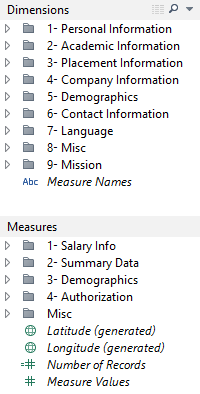 Dimensions
1- Personal Information
2- Academic Information
3- Placement Information
4- Company Information
5- Demographics
6- Contact Information
7- Language
8- Misc
9- Mission
Abc Measure Names
Measures
1- Salary Info
2- Summary Data
3- Demographics
4- Authorization
Misc
Latitude (generated)
Longitude (generated)
Number of Records
Measure Values